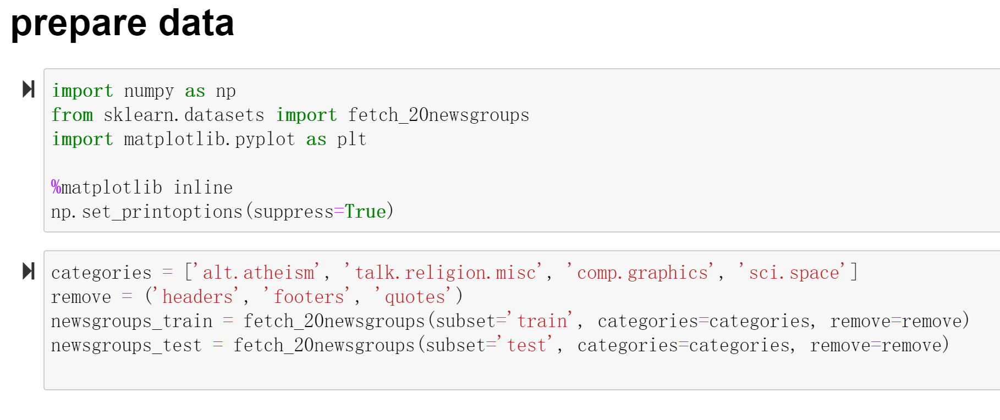 prepare data
import numpy as np
from sklearn.datasets import fetch_20newsgroups
import matplotlib.pyplot as plt
%matplotlib inline
np.set_printoptions(suppress=True)
categories = ['alt.atheism', 'talk.religion.misc', 'comp.graphics', 'sci.space']
remove = ('headers', 'footers', 'quotes')
newsgroups_train = fetch_20newsgroups(subset='train', categories=categories, remove=remove)
newsgroups_test = fetch_20newsgroups(subset='test', categories=categories, remove=remove)